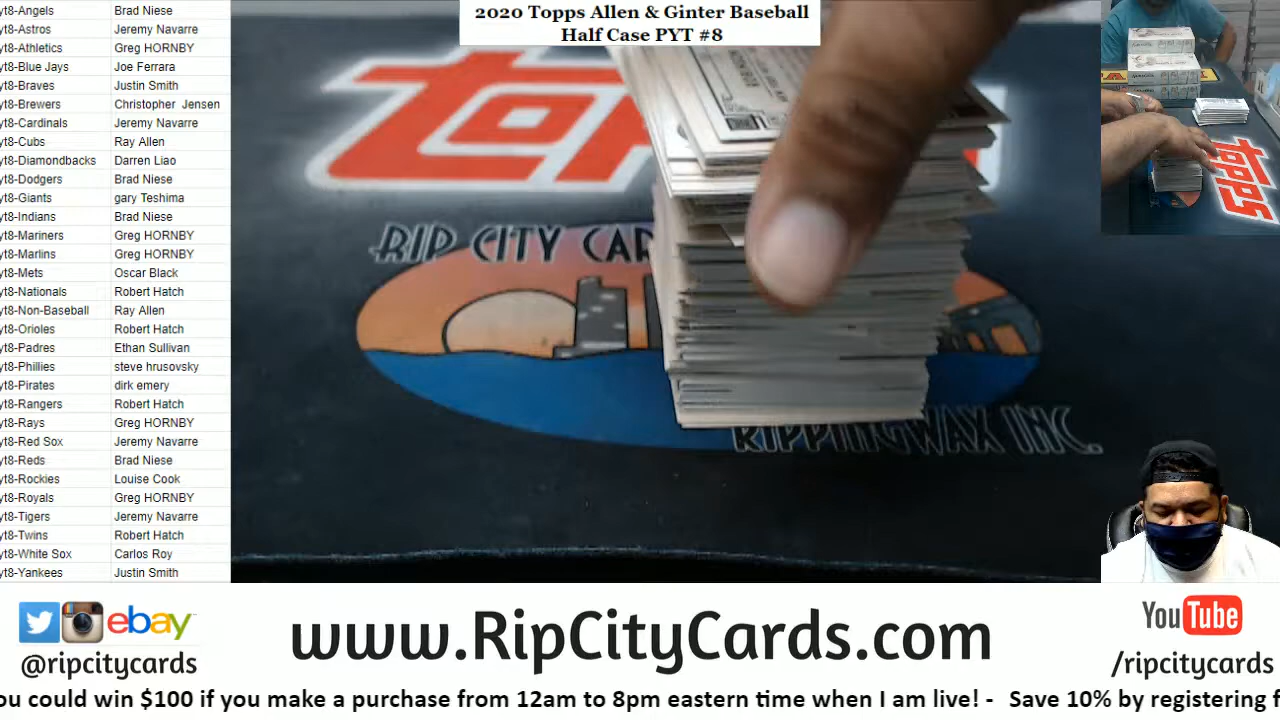 2020 Topps Allen & Ginter Baseball
Half Case PYT #8
yt8-Angels Brad Niese
yt8-Astros Jeremy Navarre
yt8-Athletics Greg HORNBY
yt8-Blue Jays Joe Ferrara
yt8-Braves Justin Smith
yt8-Brewers Christopher Jensen
yt8-Cardinals Jeremy Navarre
yt8-Cubs Ray Allen
yt8-Diamondbacks Darren Liao
yt8-Dodgers Brad Niese
yt8-Giants gary Teshima
yt8-Indians Brad Niese
yt8-Mariners Greg HORNBY
yt8-Marlins Greg HORNBY
yt8-Mets Oscar Black
yt8-Nationals Robert Hatch
yt8-Non-Baseball Ray Allen
yt8-Orioles Robert Hatch
yt8-Padres Ethan Sullivan
yt8-Phillies steve hrusovsky
yt8-Pirates dirk emery
yt8-Rangers Robert Hatch
yt8-Rays Greg HORNBY
yt8-Red Sox Jeremy Navarre
yt8-Reds Brad Niese
yt8-Rockies Louise Cook
yt8-Royals Greg HORNBY
yt8-Tigers Jeremy Navarre
yt8-Twins Robert Hatch
yt8-White Sox Carlos Roy
yt8-Yankees Justin Smith
RIP CITY CAR
RIPPINGWAX INC.
topps
ebay
@ripcitycards
www.RipCityCards.com
YouTube
/ripcitycards
ou could win $100 if you make a purchase from 12am to 8pm eastern time when I am live! - Save 10% by registering f